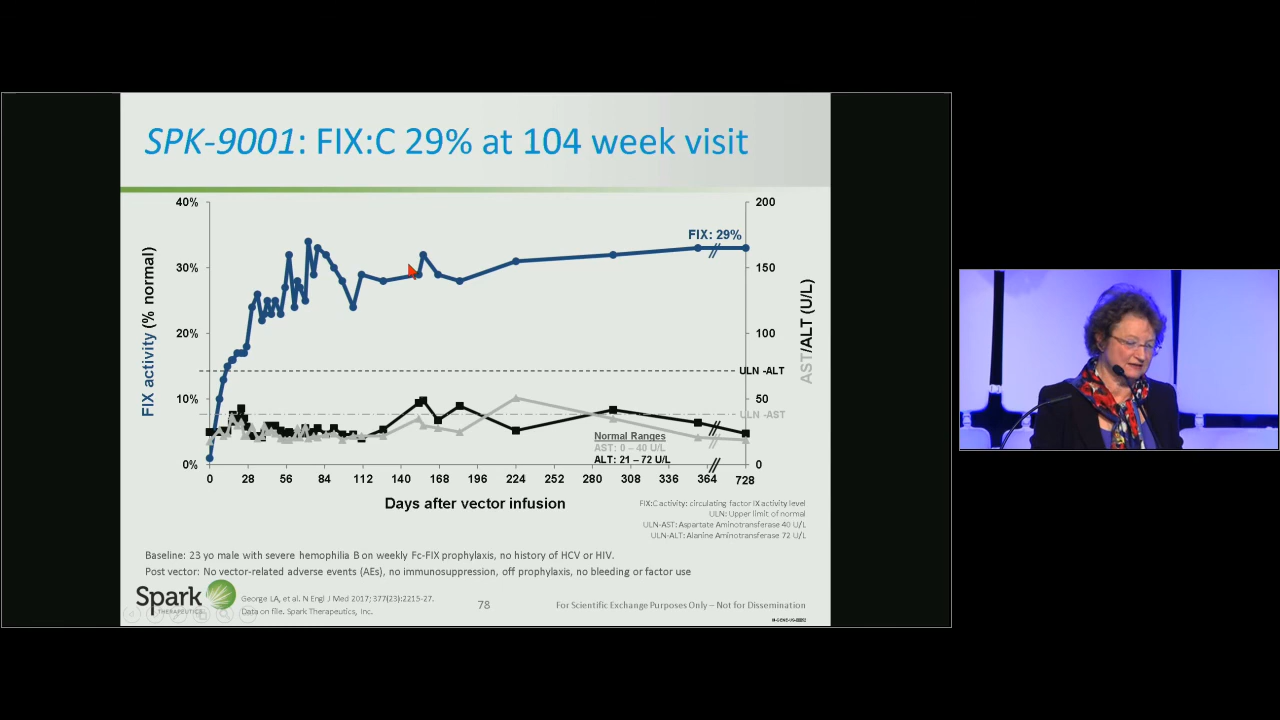 SPK-9001: FIX:C 29% at 104 week visit
40%
30%
20%
10%
0%
FIX activity (% normal)
200
150
100
50
0
AST/ALT (U/L)
FIX: 29%
ULN -ALT
ULN -AST
Normal Ranges
AST: 0 – 40 U/L
ALT: 21 – 72 U/L
0 28 56 84 112 140 168 196 224 252 280 308 336 364 728
Days after vector infusion
FIX:C activity: circulating factor IX activity level
ULN: Upper limit of normal
ULN-AST: Aspartate Aminotransferase 40 U/L
ULN-ALT: Alanine Aminotransferase 72 U/L
Baseline: 23 yo male with severe hemophilia B on weekly Fc-FIX prophylaxis, no history of HCV or HIV.
Post vector: No vector-related adverse events (AEs), no immunosuppression, off prophylaxis, no bleeding or factor use
Spark
THERAPEUTICS
George LA, et al. N Engl J Med 2017; 377(23):2215-27.
Data on file. Spark Therapeutics, Inc.
78
For Scientific Exchange Purposes Only – Not for Dissemination